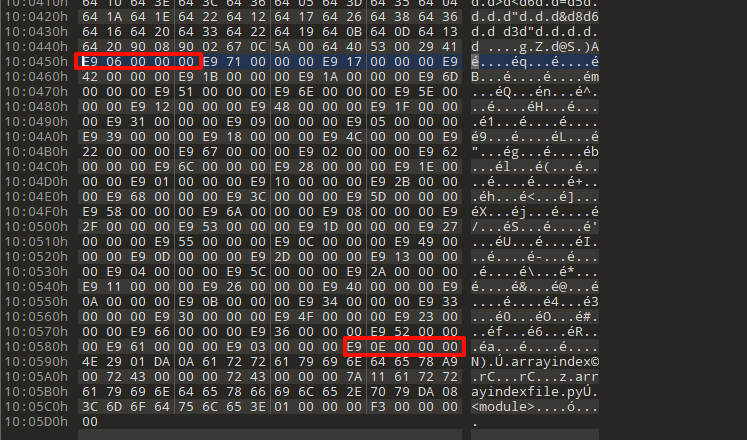 10:0410h 64 10 64 3E 64 3C 64 36 64 05 64 3D 64 35 64 04 d.d>d<d6d.d=d5d.
10:0420h 64 1A 64 1E 64 22 64 12 64 17 64 26 64 38 64 36 d.d.d"d.d.d&d8d6
10:0430h 64 16 64 20 64 33 64 22 64 19 64 0B 64 0D 64 13 d.d d3d"d.d.d.d.
10:0440h 64 20 90 08 90 02 67 0C 5A 00 64 40 53 00 29 41 d ....g.Z.d@S.)A
10:0450h E9 06 00 00 00 E9 71 00 00 00 E9 17 00 00 00 E9 é....éq...é....é
10:0460h 42 00 00 00 E9 1B 00 00 00 E9 1A 00 00 00 E9 6D B...é....é....ém
10:0470h 00 00 00 E9 51 00 00 00 E9 6E 00 00 00 E9 5E 00 ...éQ...én...é^.
10:0480h 00 00 E9 12 00 00 00 E9 48 00 00 00 E9 1F 00 00 ..é....éH...é...
10:0490h 00 E9 31 00 00 00 E9 09 00 00 00 E9 05 00 00 00 .é1...é....é....
10:04A0h E9 39 00 00 00 E9 18 00 00 00 E9 4C 00 00 00 E9 é9...é....éL...é
10:04B0h 22 00 00 00 E9 67 00 00 00 E9 02 00 00 00 E9 62 "...ég...é....éb
10:04C0h 00 00 00 E9 6C 00 00 00 E9 28 00 00 00 E9 1E 00 ...él...é(...é..
10:04D0h 00 00 E9 01 00 00 00 E9 10 00 00 00 E9 2B 00 00 ..é....é....é+..
10:04E0h 00 E9 68 00 00 00 E9 3C 00 00 00 E9 5D 00 00 00 .éh...é<...é]...
10:04F0h E9 58 00 00 00 E9 6A 00 00 00 E9 08 00 00 00 E9 éX...éj...é....é
10:0500h 2F 00 00 00 E9 53 00 00 00 E9 1D 00 00 00 E9 27 /...éS...é....é'
10:0510h 00 00 00 E9 55 00 00 00 E9 0C 00 00 00 E9 49 00 ...éU...é....éI.
10:0520h 00 00 E9 0D 00 00 00 E9 2D 00 00 00 E9 13 00 00 ..é....é-...é...
10:0530h 00 E9 04 00 00 00 E9 5C 00 00 00 E9 2A 00 00 00 .é....é\...é*...
10:0540h E9 11 00 00 00 E9 26 00 00 00 E9 40 00 00 00 E9 é....é&...é@...é
10:0550h 0A 00 00 00 E9 0B 00 00 00 E9 34 00 00 00 E9 33 ....é....é4...é3
10:0560h 00 00 00 E9 30 00 00 00 E9 4F 00 00 00 E9 23 00 ...é0...éO...é#.
10:0570h 00 00 E9 66 00 00 00 E9 36 00 00 00 E9 52 00 00 ..éf...é6...éR..
10:0580h 00 E9 61 00 00 00 E9 03 00 00 00 E9 0E 00 00 00 .éa...é....é....
10:0590h 4E 29 01 DA 0A 61 72 72 61 79 69 6E 64 65 78 A9 N).Ú.arrayindex©
10:05A0h 00 72 43 00 00 00 72 43 00 00 00 7A 11 61 72 72 .rC...rC...z.arr
10:05B0h 61 79 69 6E 64 65 78 66 69 6C 65 2E 70 79 DA 08 ayindexfile.pyÚ.
10:05C0h 3C 6D 6F 64 75 6C 65 3E 01 00 00 00 F3 00 00 00 <module>....ó...
10:05D0h 00 .